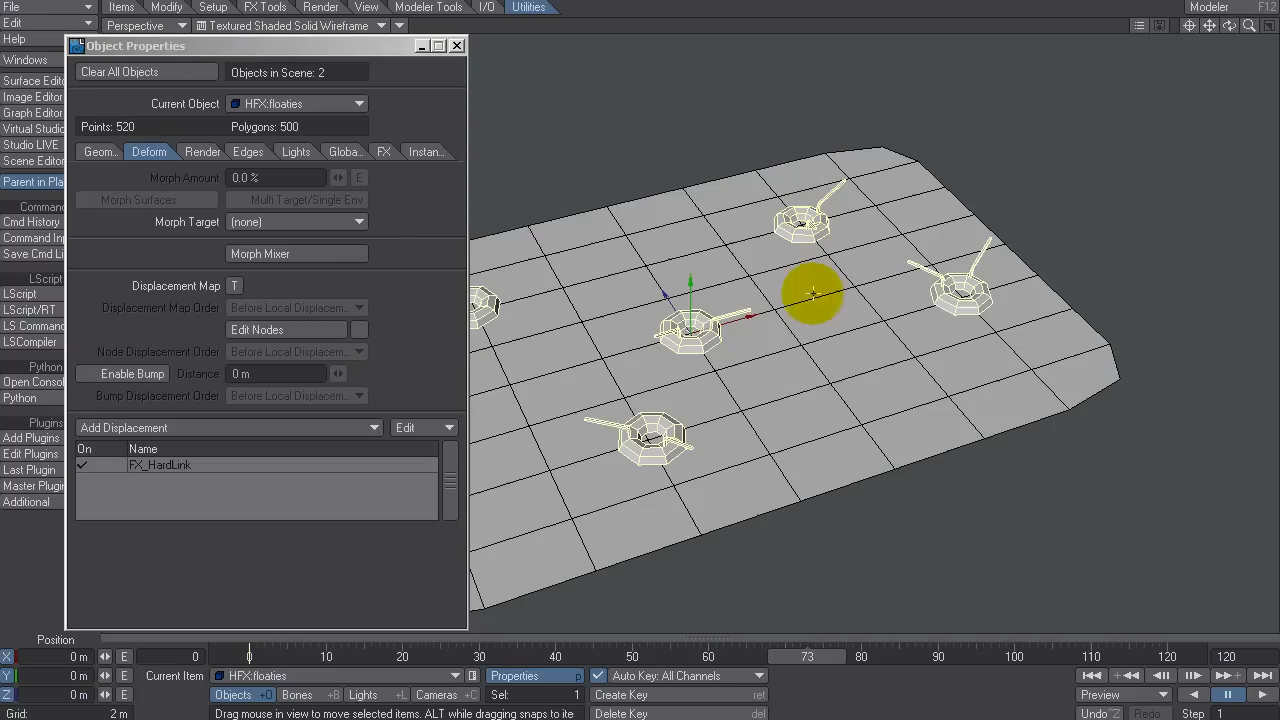 File Items Modify Setup FX Tools Render View Modeler Tools I/O Utilities Modeler F12
Edit Perspective Textured Shaded Solid Wireframe
Help
Windows
Surface Edit
Image Editor
Graph Editor
Virtual Studio
Studio LIVE
Scene Editor
Parent in Pla
Command
Cmd History
Command Inp
Save Cmd Li
LScript
LScript
LScript/RT
LS Command
LSCompiler
Python
Open Consol
Python
Plugins
Add Plugins
Edit Plugins
Last Plugin
Master Plugin
Additional
Object Properties
Clear All Objects Objects in Scene: 2
Current Object HFX:floaties
Points: 520 Polygons: 500
Geom... Deform Render Edges Lights Globa... FX Instan...
Morph Amount 0.0 % E
Morph Surfaces Multi Target/Single Env
Morph Target (none)
Morph Mixer
Displacement Map T
Displacement Map Order Before Local Displacem...
Edit Nodes
Node Displacement Order Before Local Displacem...
Enable Bump Distance 0 m
Bump Displacement Order Before Local Displacem...
Add Displacement Edit
On Name
FX_HardLink
Position
X 0 m E 0 0 10 20 30 40 50 60 73 80 90 100 110 120 120
Y 0 m E Current Item HFX:floaties Properties p Auto Key: All Channels
Z 0 m E Objects +O Bones +B Lights +L Cameras +C Sel: 1 Create Key ret Preview
Grid: 2 m Drag mouse in view to move selected items. ALT while dragging snaps to ite Delete Key del Undo ^Z Redo Step 1